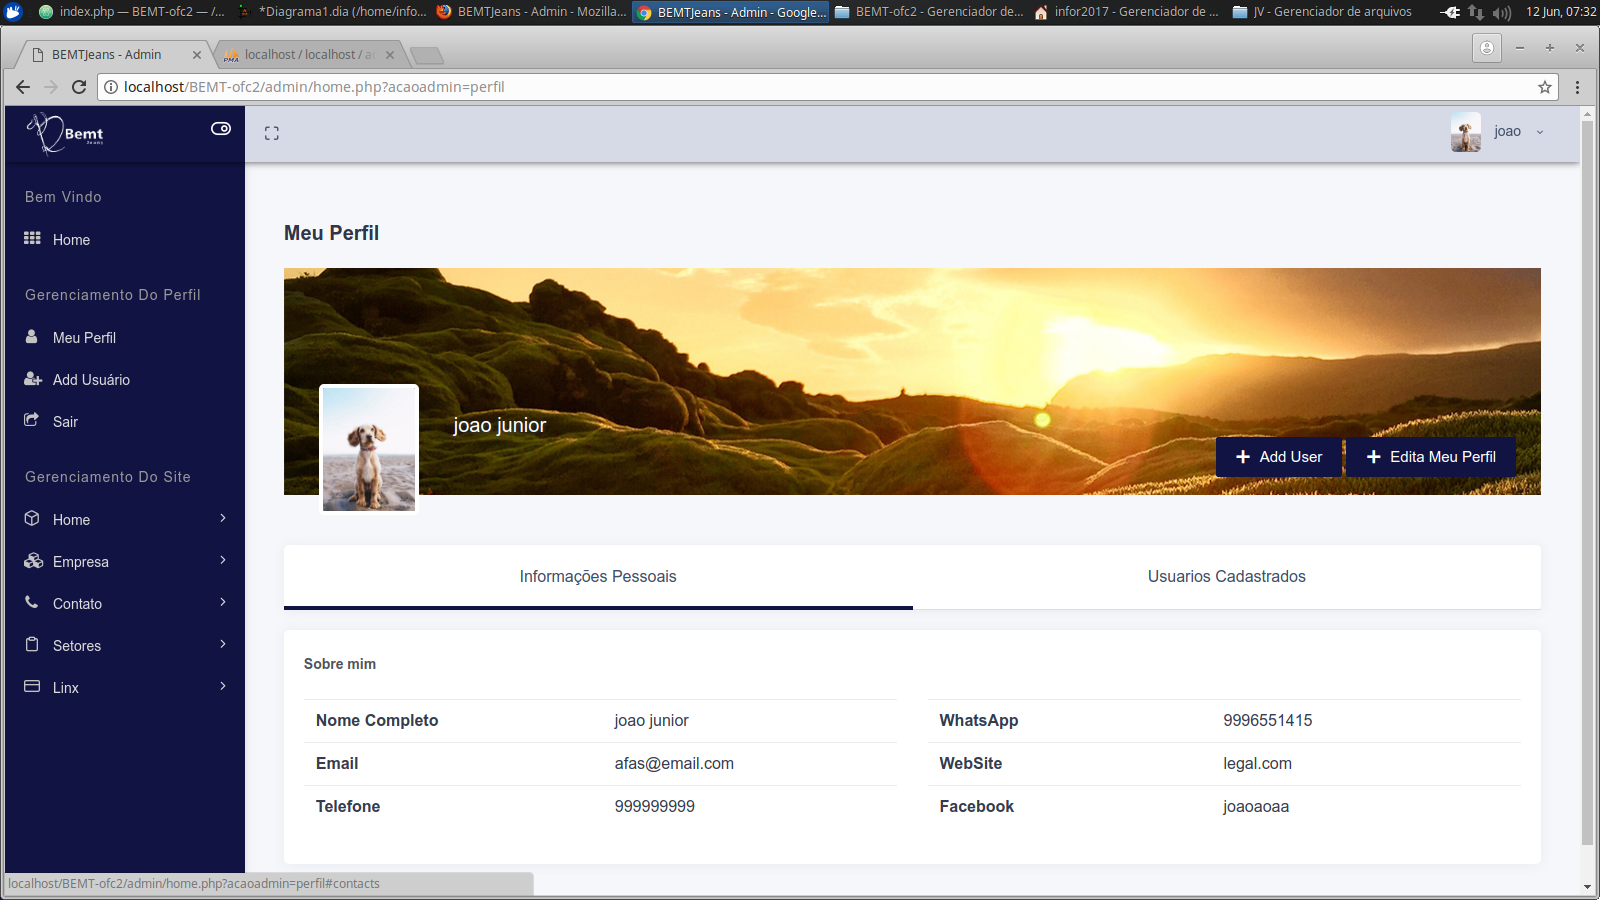 index.php — BEMT-ofc2 — /...
*Diagrama1.dia (/home/info...
BEMTJeans - Admin - Mozilla...
BEMTJeans - Admin - Google...
BEMT-ofc2 - Gerenciador de...
infor2017 - Gerenciador de ...
JV - Gerenciador de arquivos
12 Jun, 07:32
BEMTJeans - Admin
localhost / localhost / a
localhost/BEMT-ofc2/admin/home.php?acaoadmin=perfil
Bemt
Jeans
joao
Bem Vindo
Home
Gerenciamento Do Perfil
Meu Perfil
Add Usuário
Sair
Gerenciamento Do Site
Home
Empresa
Contato
Setores
Linx
Meu Perfil
joao junior
Add User
Edita Meu Perfil
Informações Pessoais
Usuarios Cadastrados
Sobre mim
Nome Completo joao junior
Email afas@email.com
Telefone 999999999
WhatsApp 9996551415
WebSite legal.com
Facebook joaoaoaa
localhost/BEMT-ofc2/admin/home.php?acaoadmin=perfil#contacts